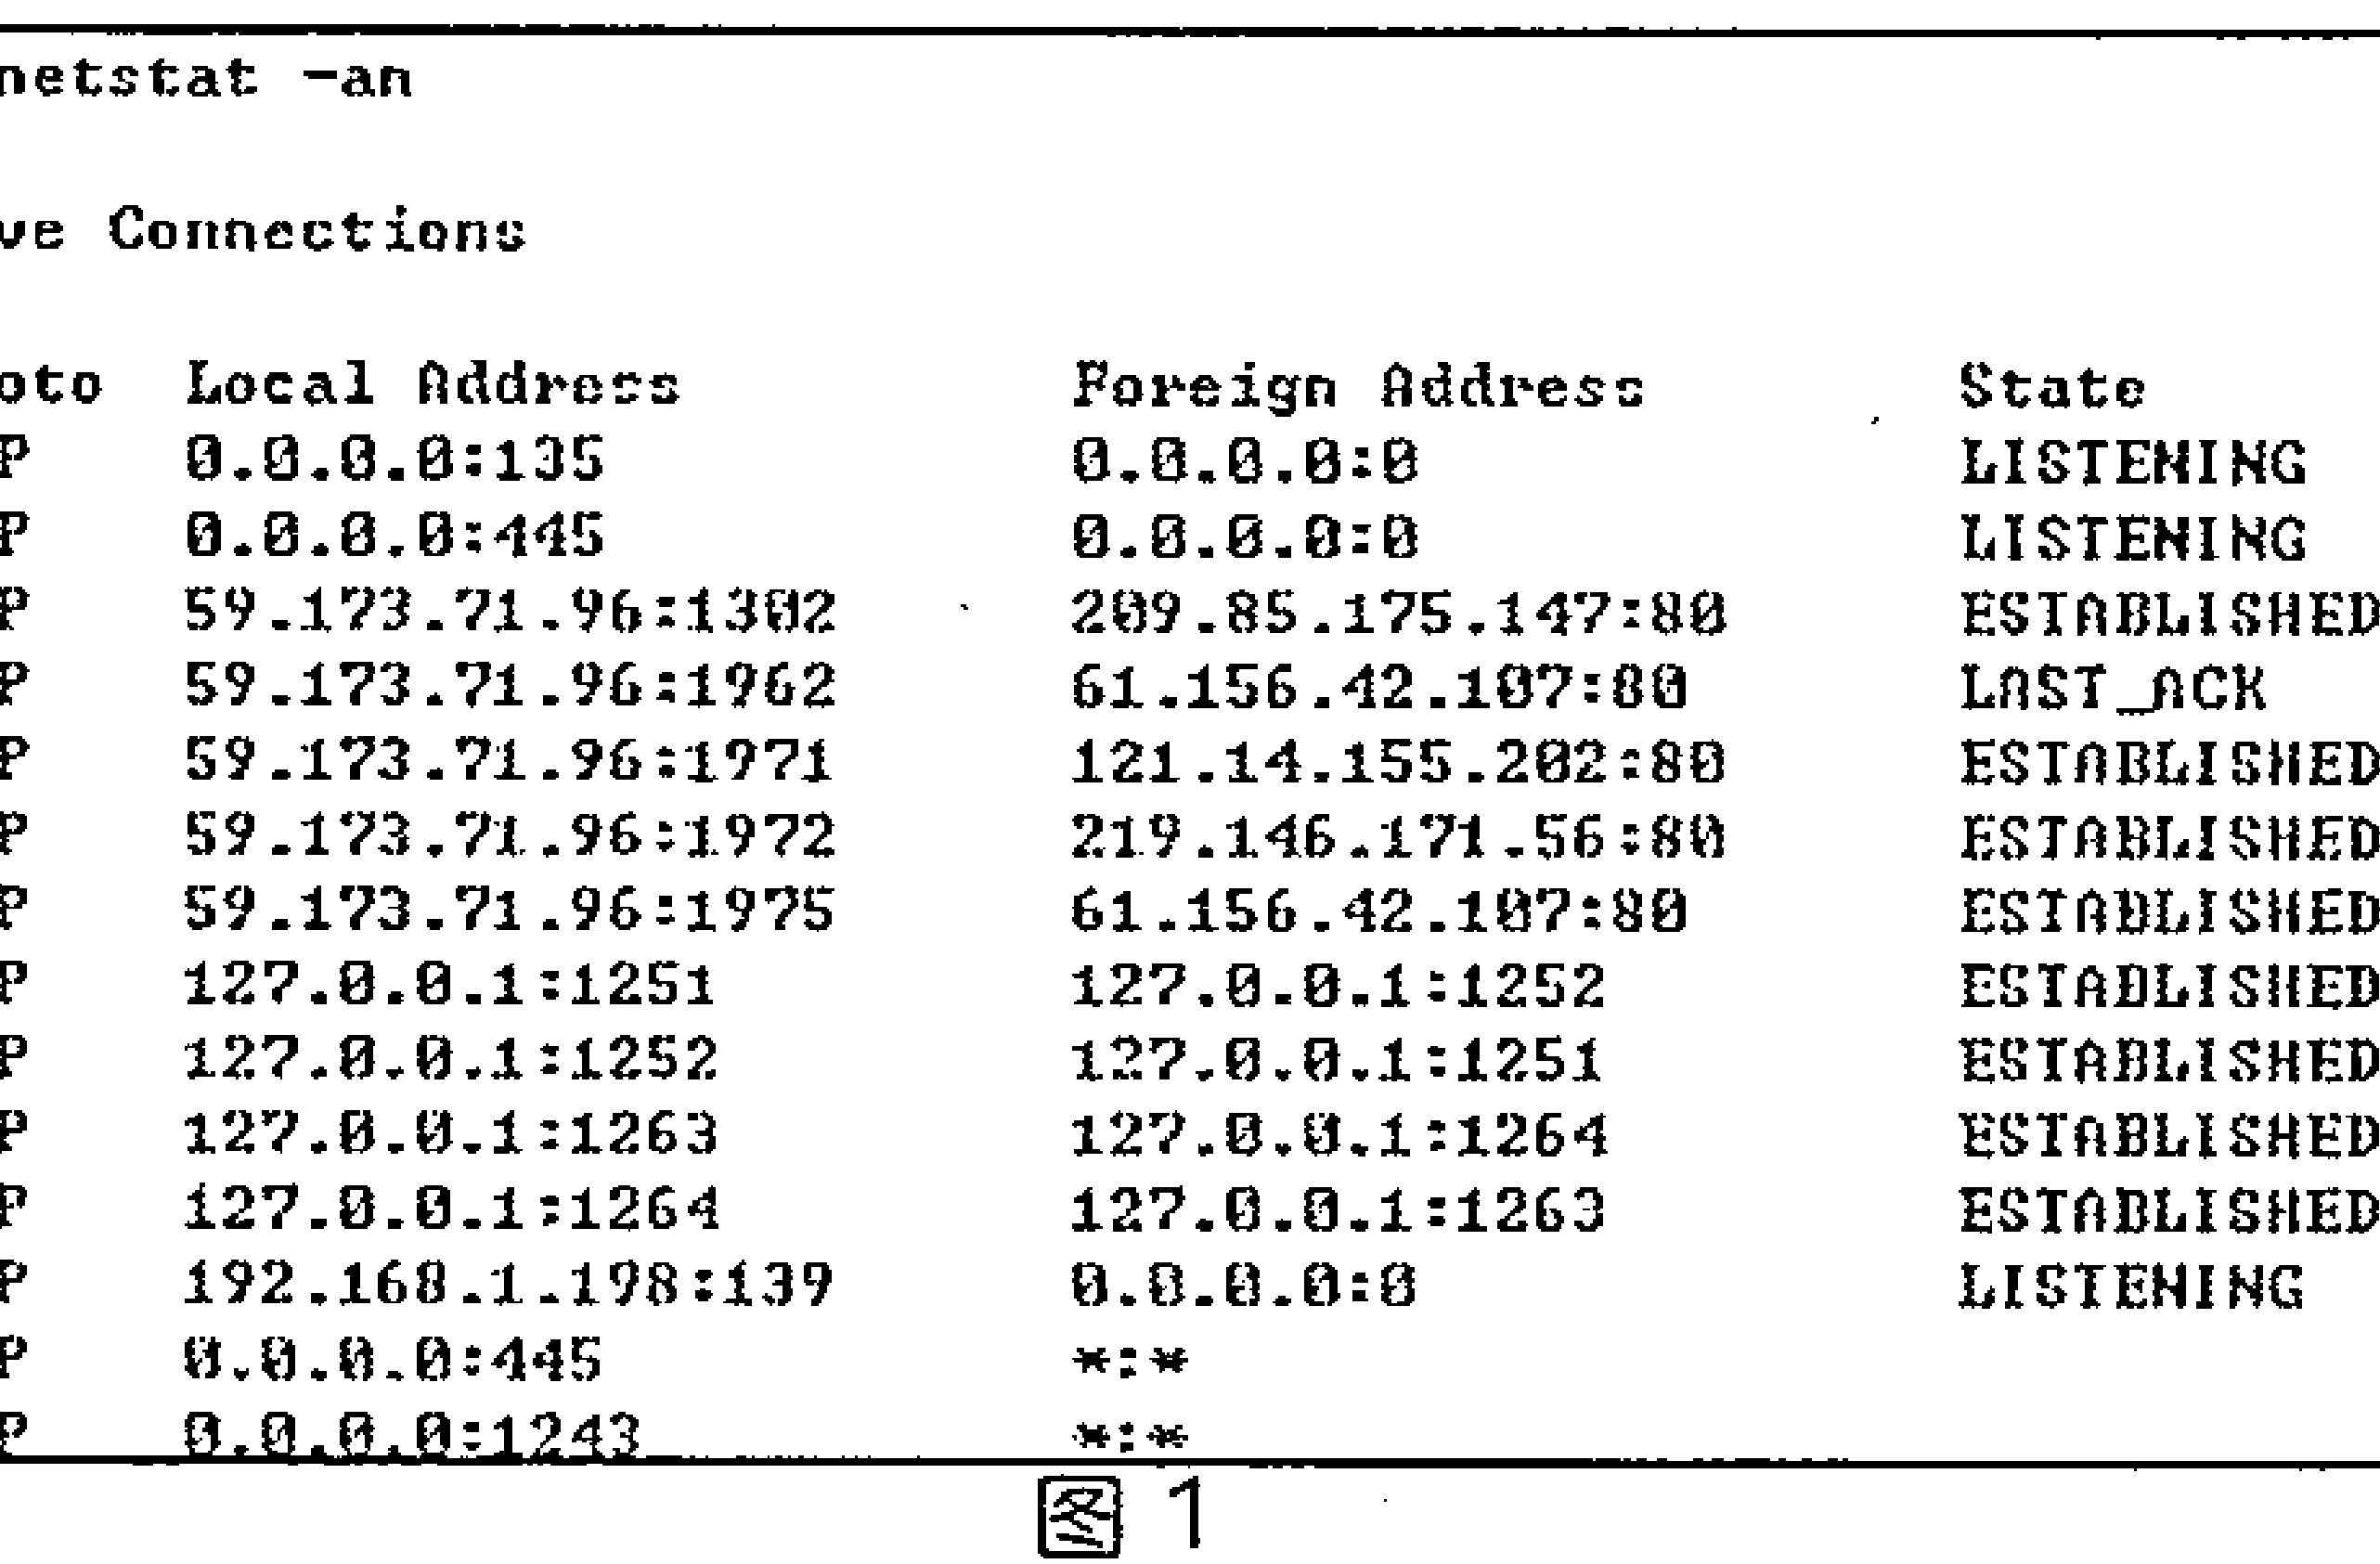 netstat -an
ve Connections
oto Local Address Foreign Address State
P 0.0.0.0:135 0.0.0.0:0 LISTENING
P 0.0.0.0:445 0.0.0.0:0 LISTENING
P 59.173.71.96:1302 209.85.175.147:80 ESTABLISHED
P 59.173.71.96:1962 61.156.42.107:80 LAST_ACK
P 59.173.71.96:1971 121.14.155.202:80 ESTABLISHED
P 59.173.71.96:1972 219.146.171.56:80 ESTABLISHED
P 59.173.71.96:1975 61.156.42.107:80 ESTABLISHED
P 127.0.0.1:1251 127.0.0.1:1252 ESTABLISHED
P 127.0.0.1:1252 127.0.0.1:1251 ESTABLISHED
P 127.0.0.1:1263 127.0.0.1:1264 ESTABLISHED
P 127.0.0.1:1264 127.0.0.1:1263 ESTABLISHED
P 192.168.1.198:139 0.0.0.0:0 LISTENING
P 0.0.0.0:445 *:*
P 0.0.0.0:1243 *:*
图 1